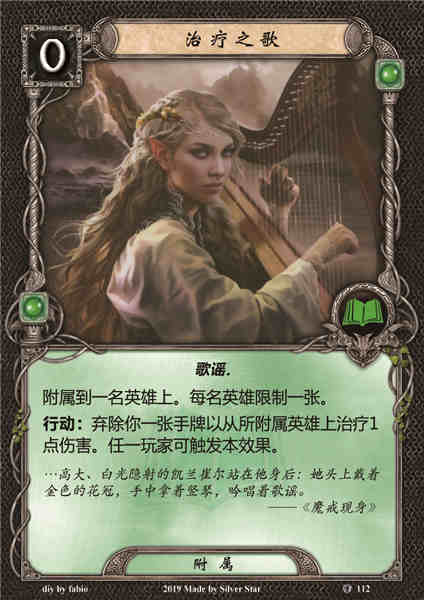 治疗之歌
0
歌谣.
附属到一名英雄上。每名英雄限制一张。
行动：弃除你一张手牌以从所附属英雄上治疗1
点伤害。任一玩家可触发本效果。
…高大、白光隐射的凯兰崔尔站在他身后：她头上戴着
金色的花冠，手中拿着竖琴，吟唱着歌谣。
——《魔戒现身》
附属
diy by fabio
2019 Made by Silver Star
112